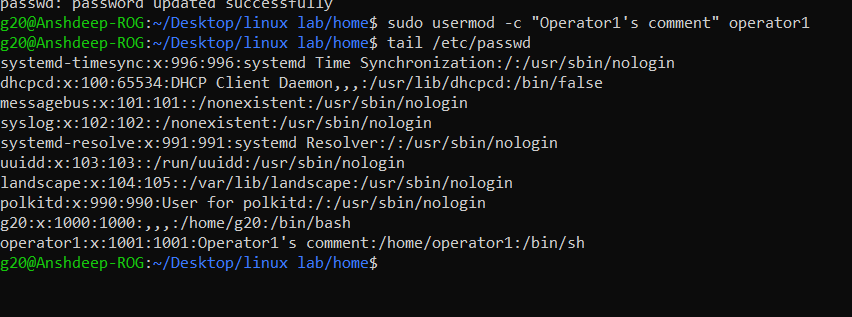 passwd: password updated successfully
g20@Anshdeep-ROG:~/Desktop/linux lab/home$ sudo usermod -c "Operator1's comment" operator1
g20@Anshdeep-ROG:~/Desktop/linux lab/home$ tail /etc/passwd
systemd-timesync:x:996:996:systemd Time Synchronization:/:/usr/sbin/nologin
dhcpcd:x:100:65534:DHCP Client Daemon,,,:/usr/lib/dhcpcd:/bin/false
messagebus:x:101:101::/nonexistent:/usr/sbin/nologin
syslog:x:102:102::/nonexistent:/usr/sbin/nologin
systemd-resolve:x:991:991:systemd Resolver:/:/usr/sbin/nologin
uuidd:x:103:103::/run/uuidd:/usr/sbin/nologin
landscape:x:104:105::/var/lib/landscape:/usr/sbin/nologin
polkitd:x:990:990:User for polkitd:/:/usr/sbin/nologin
g20:x:1000:1000:,,,:/home/g20:/bin/bash
operator1:x:1001:1001:Operator1's comment:/home/operator1:/bin/sh
g20@Anshdeep-ROG:~/Desktop/linux lab/home$